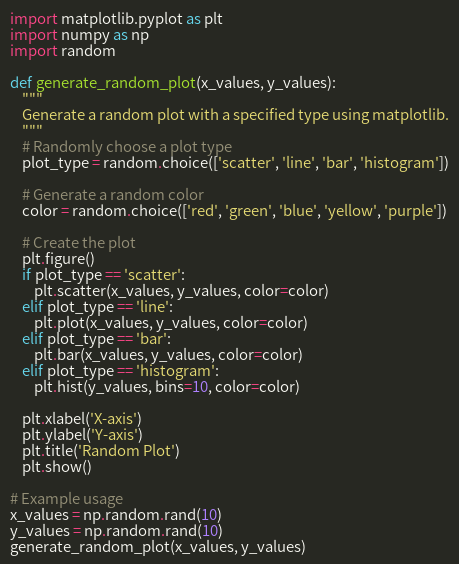 import matplotlib.pyplot as plt
import numpy as np
import random

def generate_random_plot(x_values, y_values):
    """
    Generate a random plot with a specified type using matplotlib.
    """
    # Randomly choose a plot type
    plot_type = random.choice(['scatter', 'line', 'bar', 'histogram'])

    # Generate a random color
    color = random.choice(['red', 'green', 'blue', 'yellow', 'purple'])

    # Create the plot
    plt.figure()
    if plot_type == 'scatter':
        plt.scatter(x_values, y_values, color=color)
    elif plot_type == 'line':
        plt.plot(x_values, y_values, color=color)
    elif plot_type == 'bar':
        plt.bar(x_values, y_values, color=color)
    elif plot_type == 'histogram':
        plt.hist(y_values, bins=10, color=color)

    plt.xlabel('X-axis')
    plt.ylabel('Y-axis')
    plt.title('Random Plot')
    plt.show()

# Example usage
x_values = np.random.rand(10)
y_values = np.random.rand(10)
generate_random_plot(x_values, y_values)